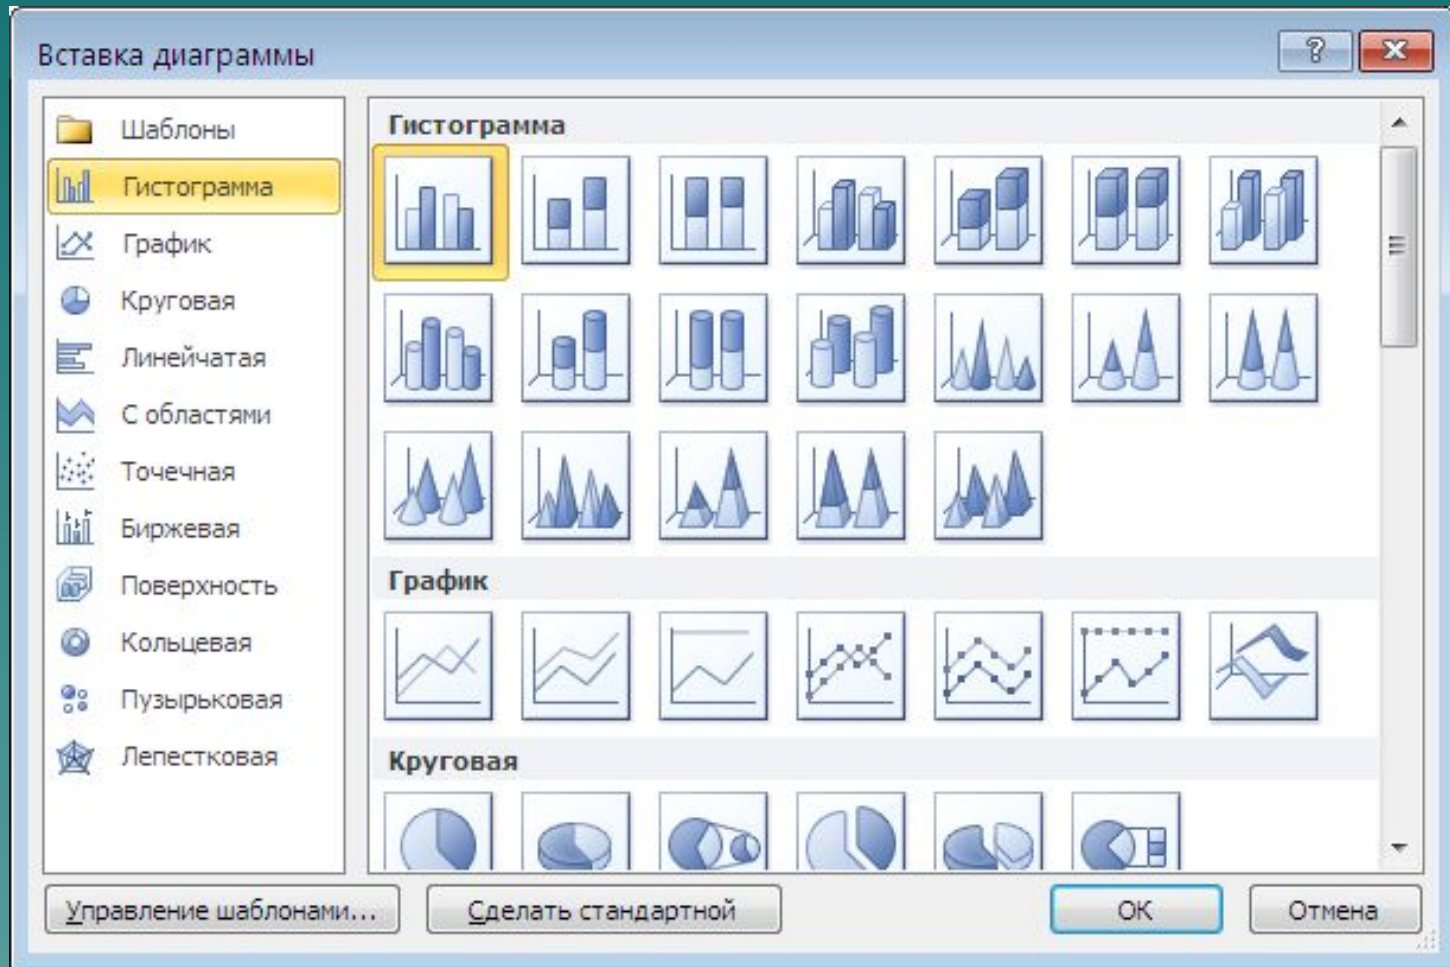 Вставка диаграммы
Шаблоны
Гистограмма
График
Круговая
Линейчатая
С областями
Точечная
Биржевая
Поверхность
Кольцевая
Пузырьковая
Лепестковая
Гистограмма
График
Круговая
Управление шаблонами...
Сделать стандартной
ОК
Отмена